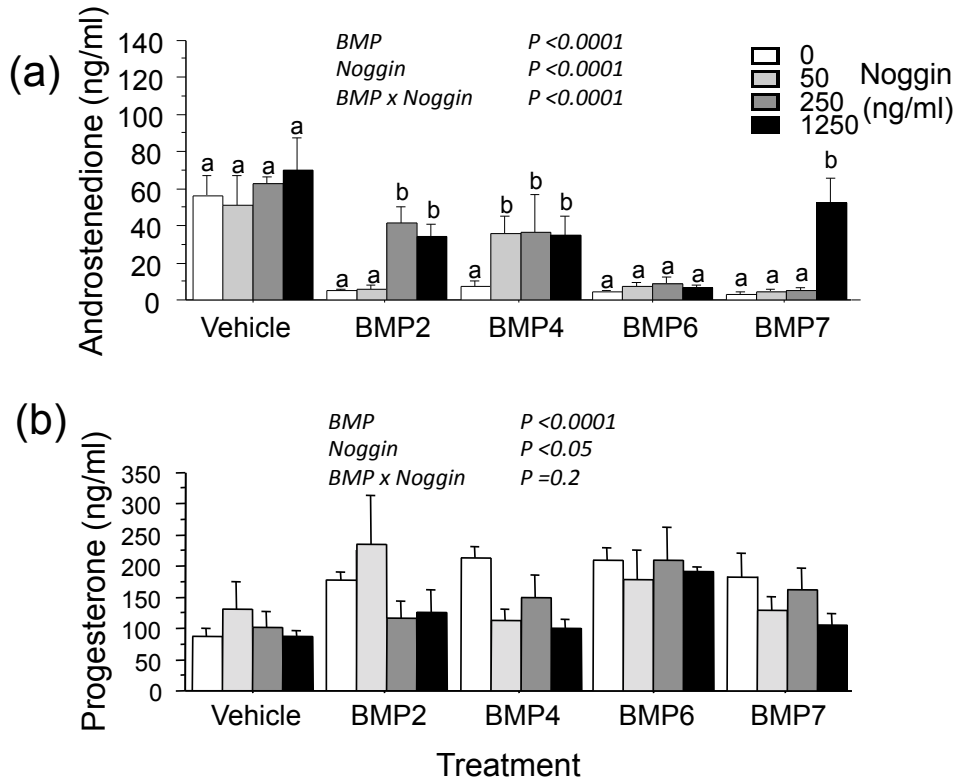 (a)
Androstenedione (ng/ml)
140
120
100
80
60
40
20
0
BMP P <0.0001
Noggin P <0.0001
BMP x Noggin P <0.0001
0
50
250
1250
Noggin
(ng/ml)
a a a a
a a b b
a b b b
a a a a
a a a b
Vehicle BMP2 BMP4 BMP6 BMP7
(b)
Progesterone (ng/ml)
350
300
250
200
150
100
50
0
BMP P <0.0001
Noggin P <0.05
BMP x Noggin P =0.2
Vehicle BMP2 BMP4 BMP6 BMP7
Treatment